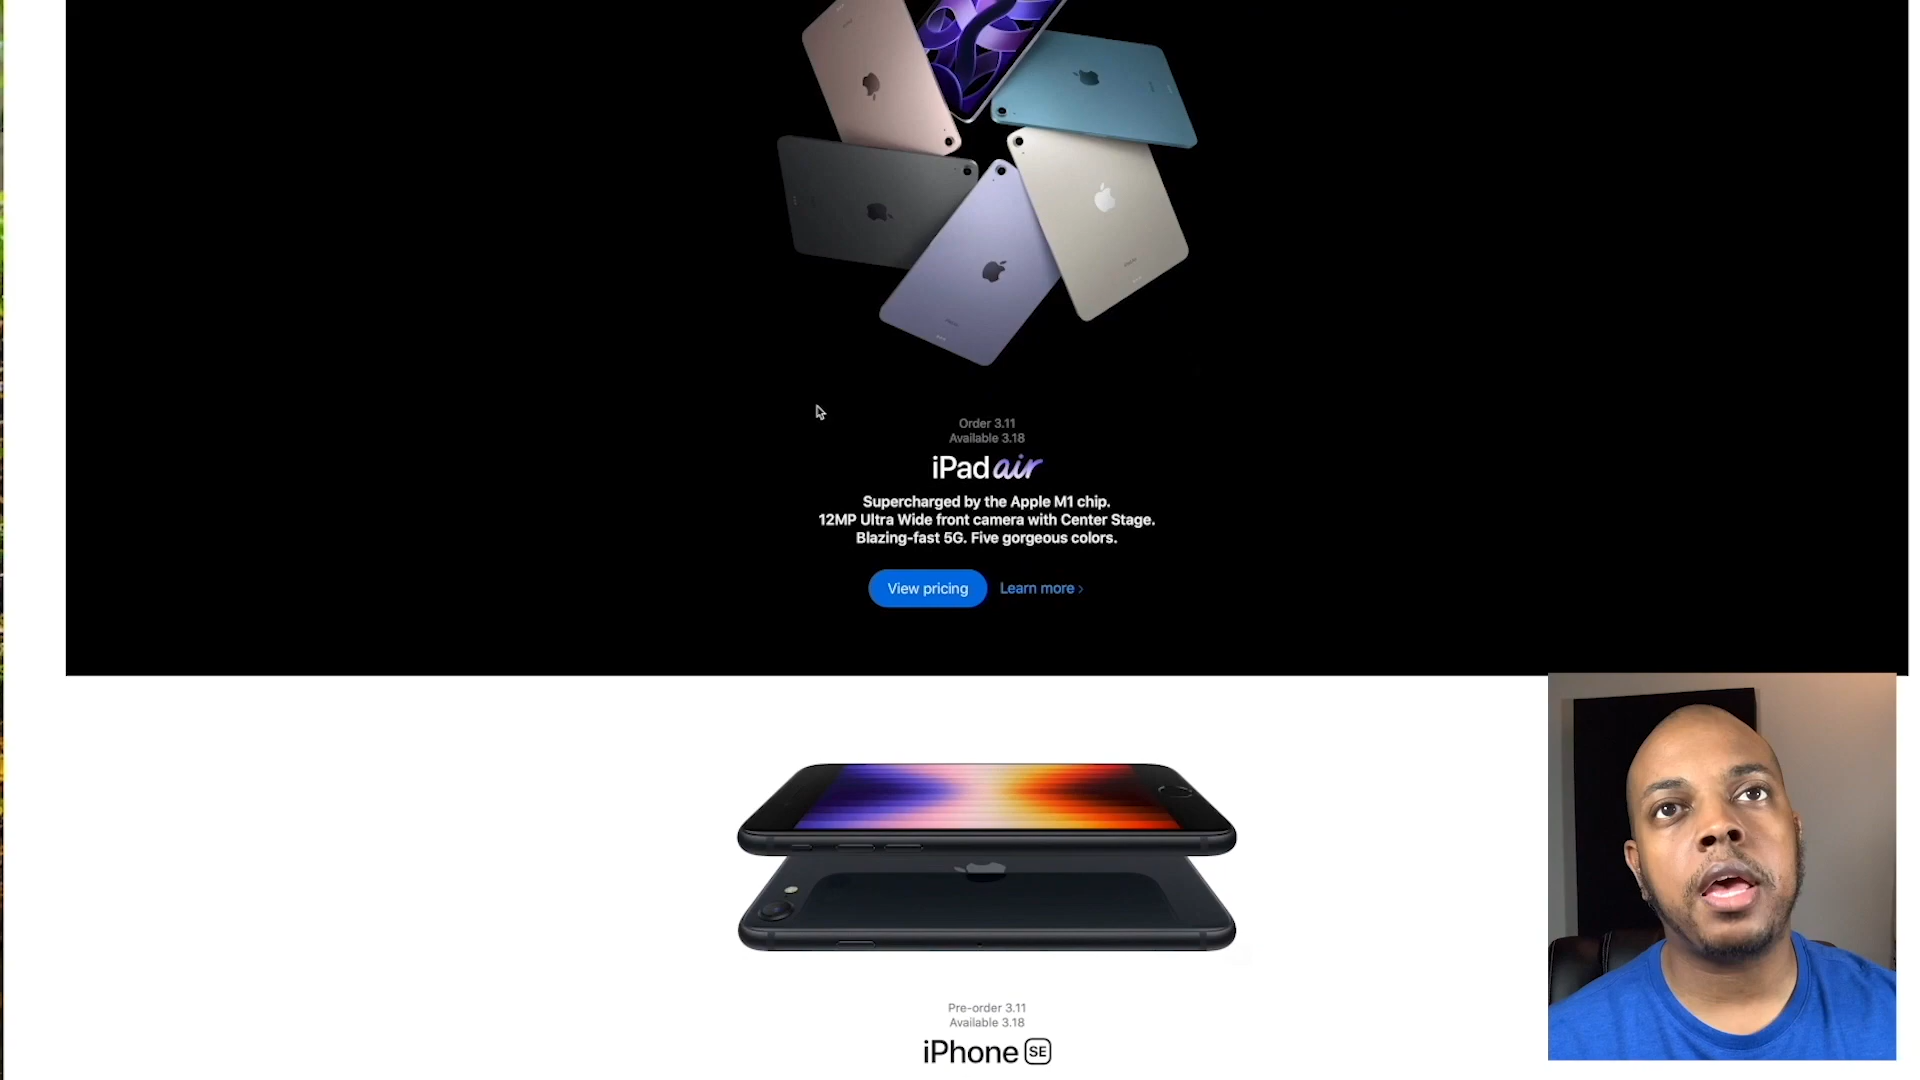 Order 3.11
Available 3.18
iPad air
Supercharged by the Apple M1 chip.
12MP Ultra Wide front camera with Center Stage.
Blazing-fast 5G. Five gorgeous colors.
View pricing Learn more >
Pre-order 3.11
Available 3.18
iPhone SE